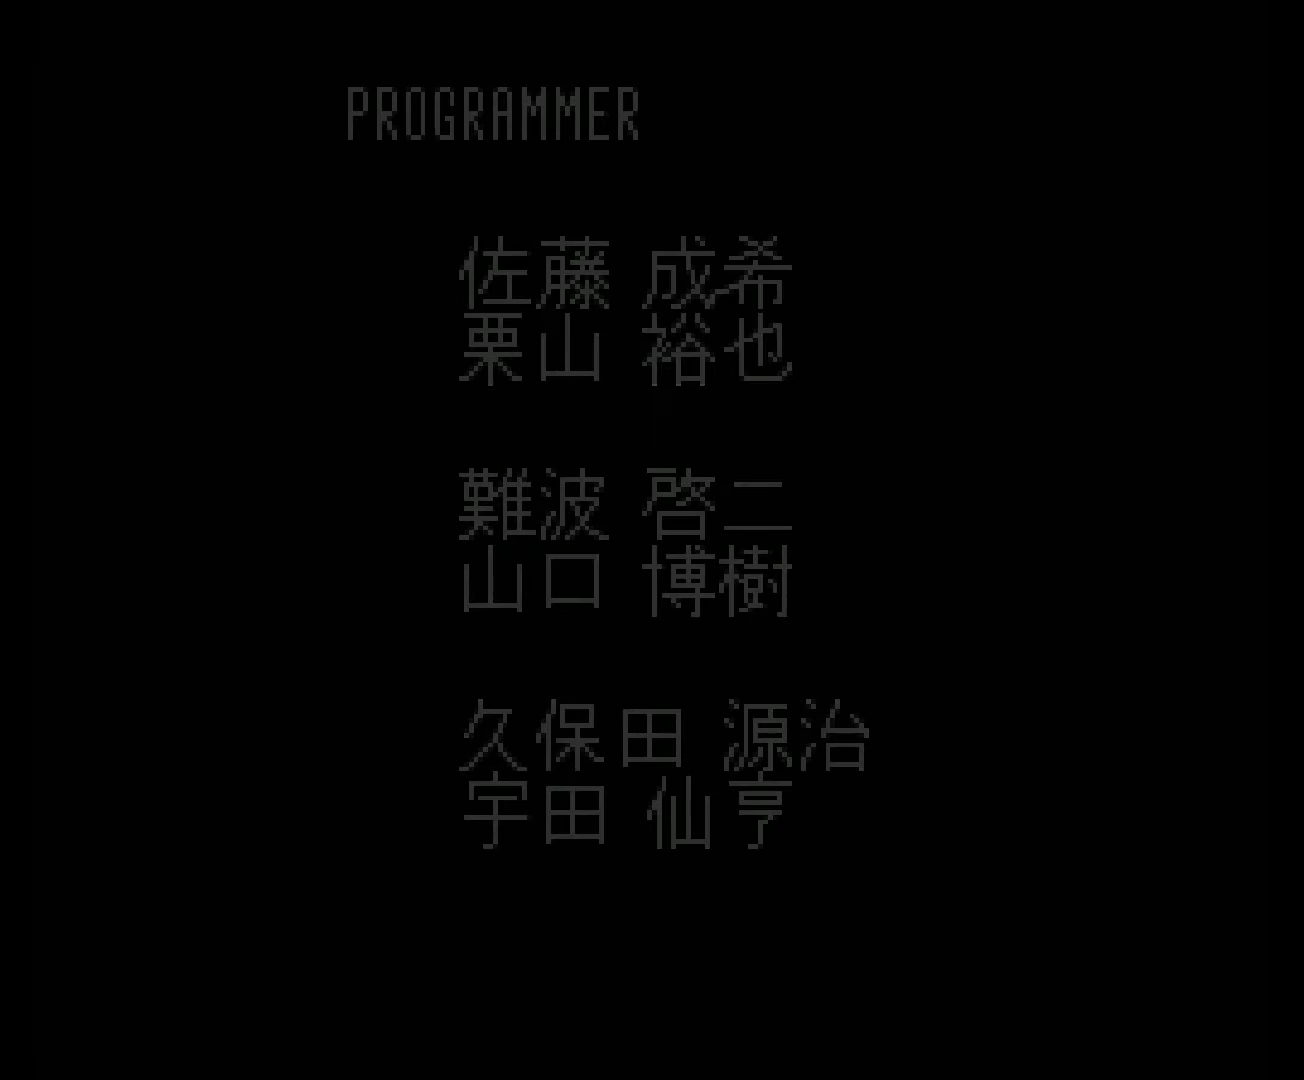 PROGRAMMER
佐藤 成希
栗山 裕也
難波 啓二
山口 博樹
久保田 源治
宇田 仙亨